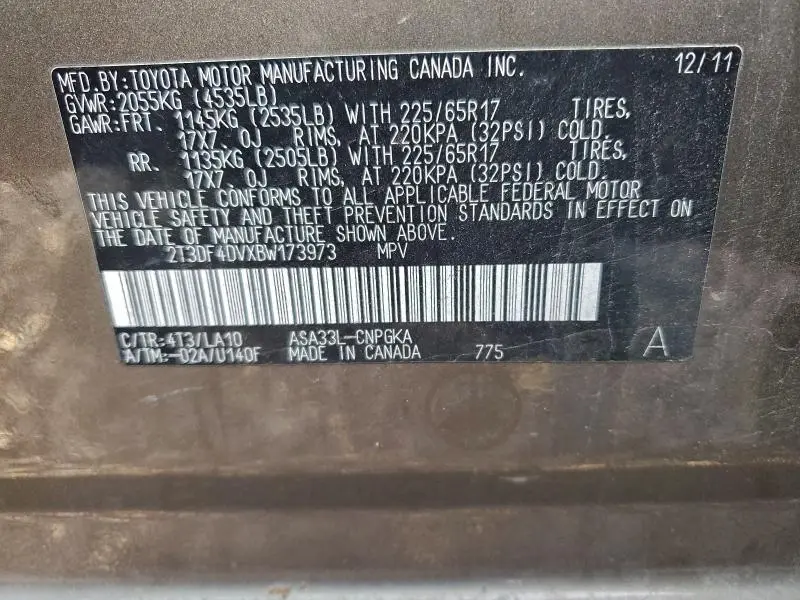 MFD.BY:TOYOTA MOTOR MANUFACTURING CANADA INC. 12/11
GVWR:2055KG (4535LB)
GAWR:FRT. 1145KG (2535LB) WITH 225/65R17 TIRES,
17X7.0J RIMS, AT 220KPA (32PSI) COLD.
RR. 1135KG (2505LB) WITH 225/65R17 TIRES,
17X7.0J RIMS, AT 220KPA (32PSI) COLD.
THIS VEHICLE CONFORMS TO ALL APPLICABLE FEDERAL MOTOR
VEHICLE SAFETY AND THEFT PREVENTION STANDARDS IN EFFECT ON
THE DATE OF MANUFACTURE SHOWN ABOVE.
2T3DF4DVXBW173973 MPV
C/TR:4T3/LA10 ASA33L-CNPGKA
A/TM:-02A/U140F MADE IN CANADA 775 A